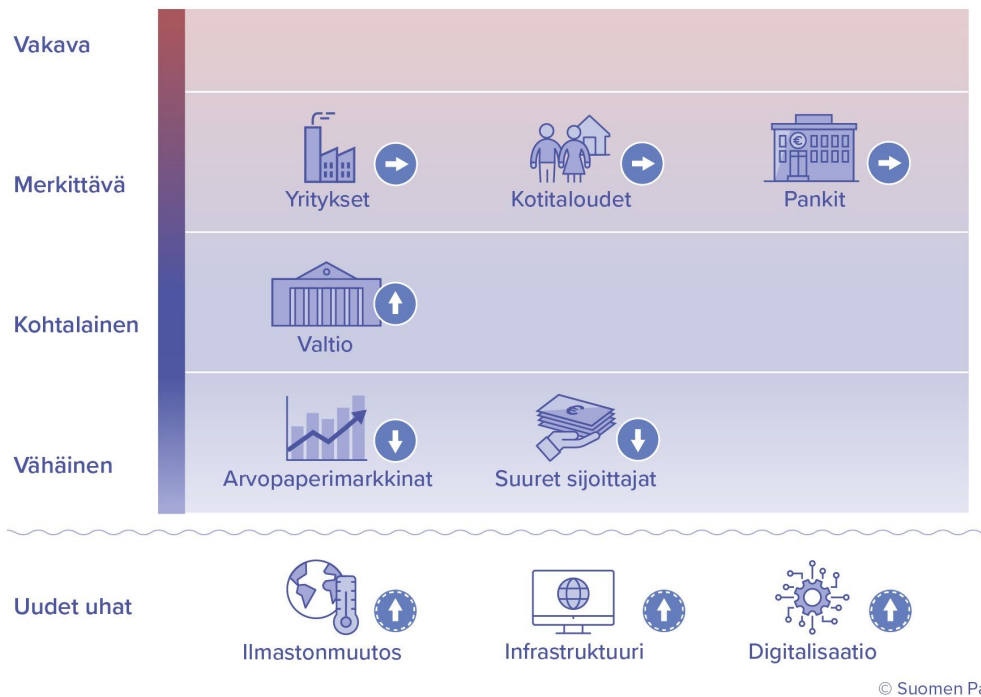 Vakava
Merkittävä
Yritykset
Kotitaloudet
Pankit
Kohtalainen
Valtio
Vähäinen
Arvopaperimarkkinat
Suuret sijoittajat
Uudet uhat
Ilmastonmuutos
Infrastruktuuri
Digitalisaatio
© Suomen Pa